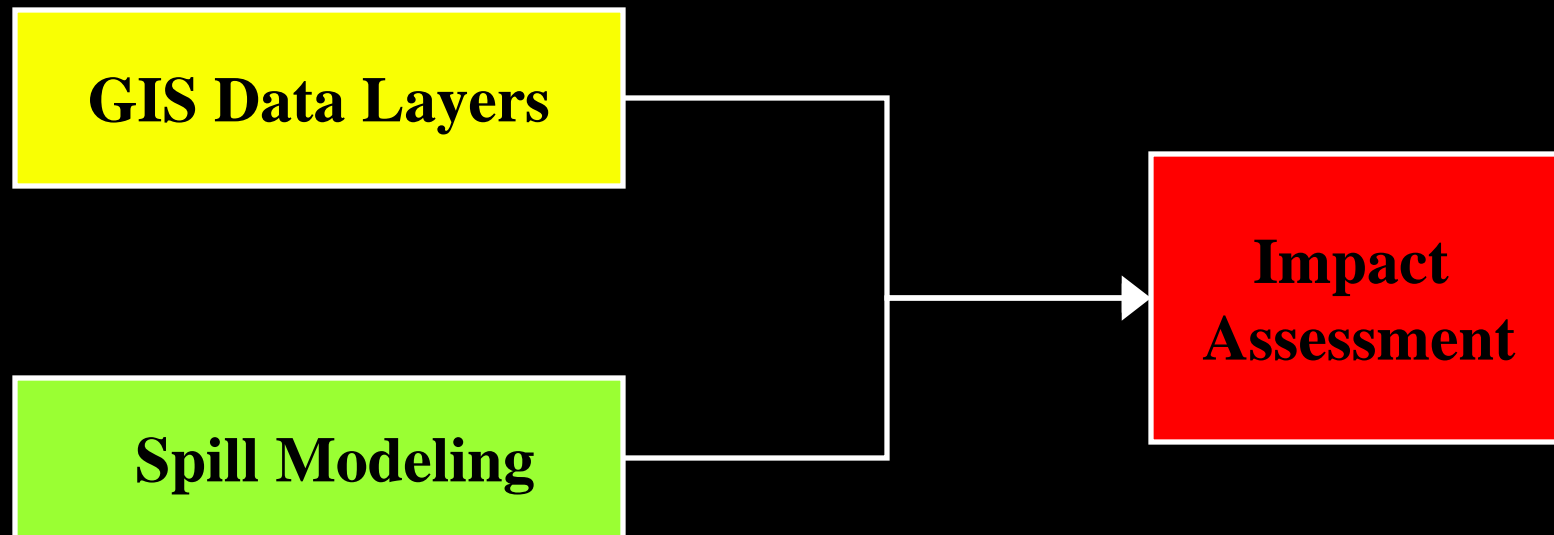 GIS Data Layers
Impact
Assessment
Spill Modeling